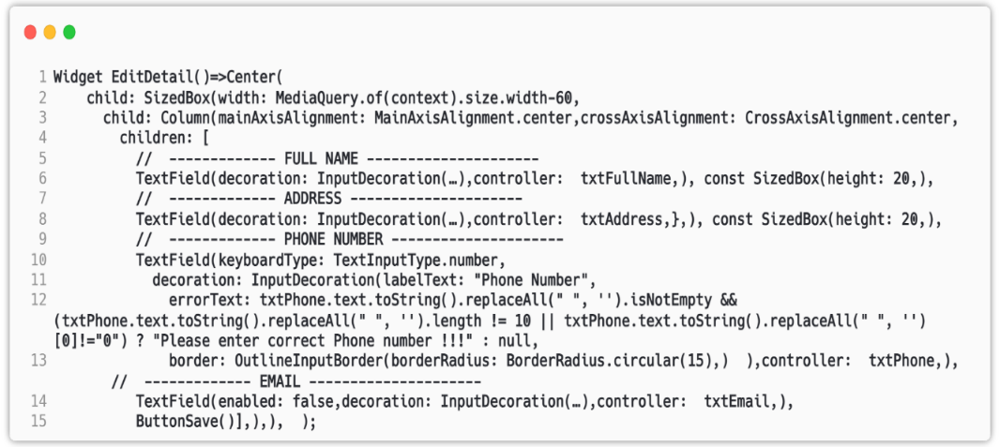 1 Widget EditDetail()=>Center(
2 child: SizedBox(width: MediaQuery.of(context).size.width-60,
3 child: Column(mainAxisAlignment: MainAxisAlignment.center,crossAxisAlignment: CrossAxisAlignment.center,
4 children: [
5 // ------------- FULL NAME ---------------------
6 TextField(decoration: InputDecoration(…),controller: txtFullName,), const SizedBox(height: 20,),
7 // ------------- ADDRESS ---------------------
8 TextField(decoration: InputDecoration(…),controller: txtAddress,},), const SizedBox(height: 20,),
9 // ------------- PHONE NUMBER ---------------------
10 TextField(keyboardType: TextInputType.number,
11 decoration: InputDecoration(labelText: "Phone Number",
12 errorText: txtPhone.text.toString().replaceAll(" ", '').isNotEmpty &&
(txtPhone.text.toString().replaceAll(" ", '').length != 10 || txtPhone.text.toString().replaceAll(" ", '')
[0]!="0") ? "Please enter correct Phone number !!!" : null,
13 border: OutlineInputBorder(borderRadius: BorderRadius.circular(15),) ),controller: txtPhone,),
// ------------- EMAIL ---------------------
14 TextField(enabled: false,decoration: InputDecoration(…),controller: txtEmail,),
15 ButtonSave()],),), );